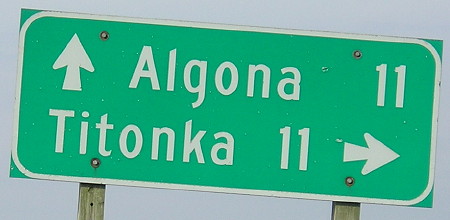 ↑ Algona 11
Titonka 11 →